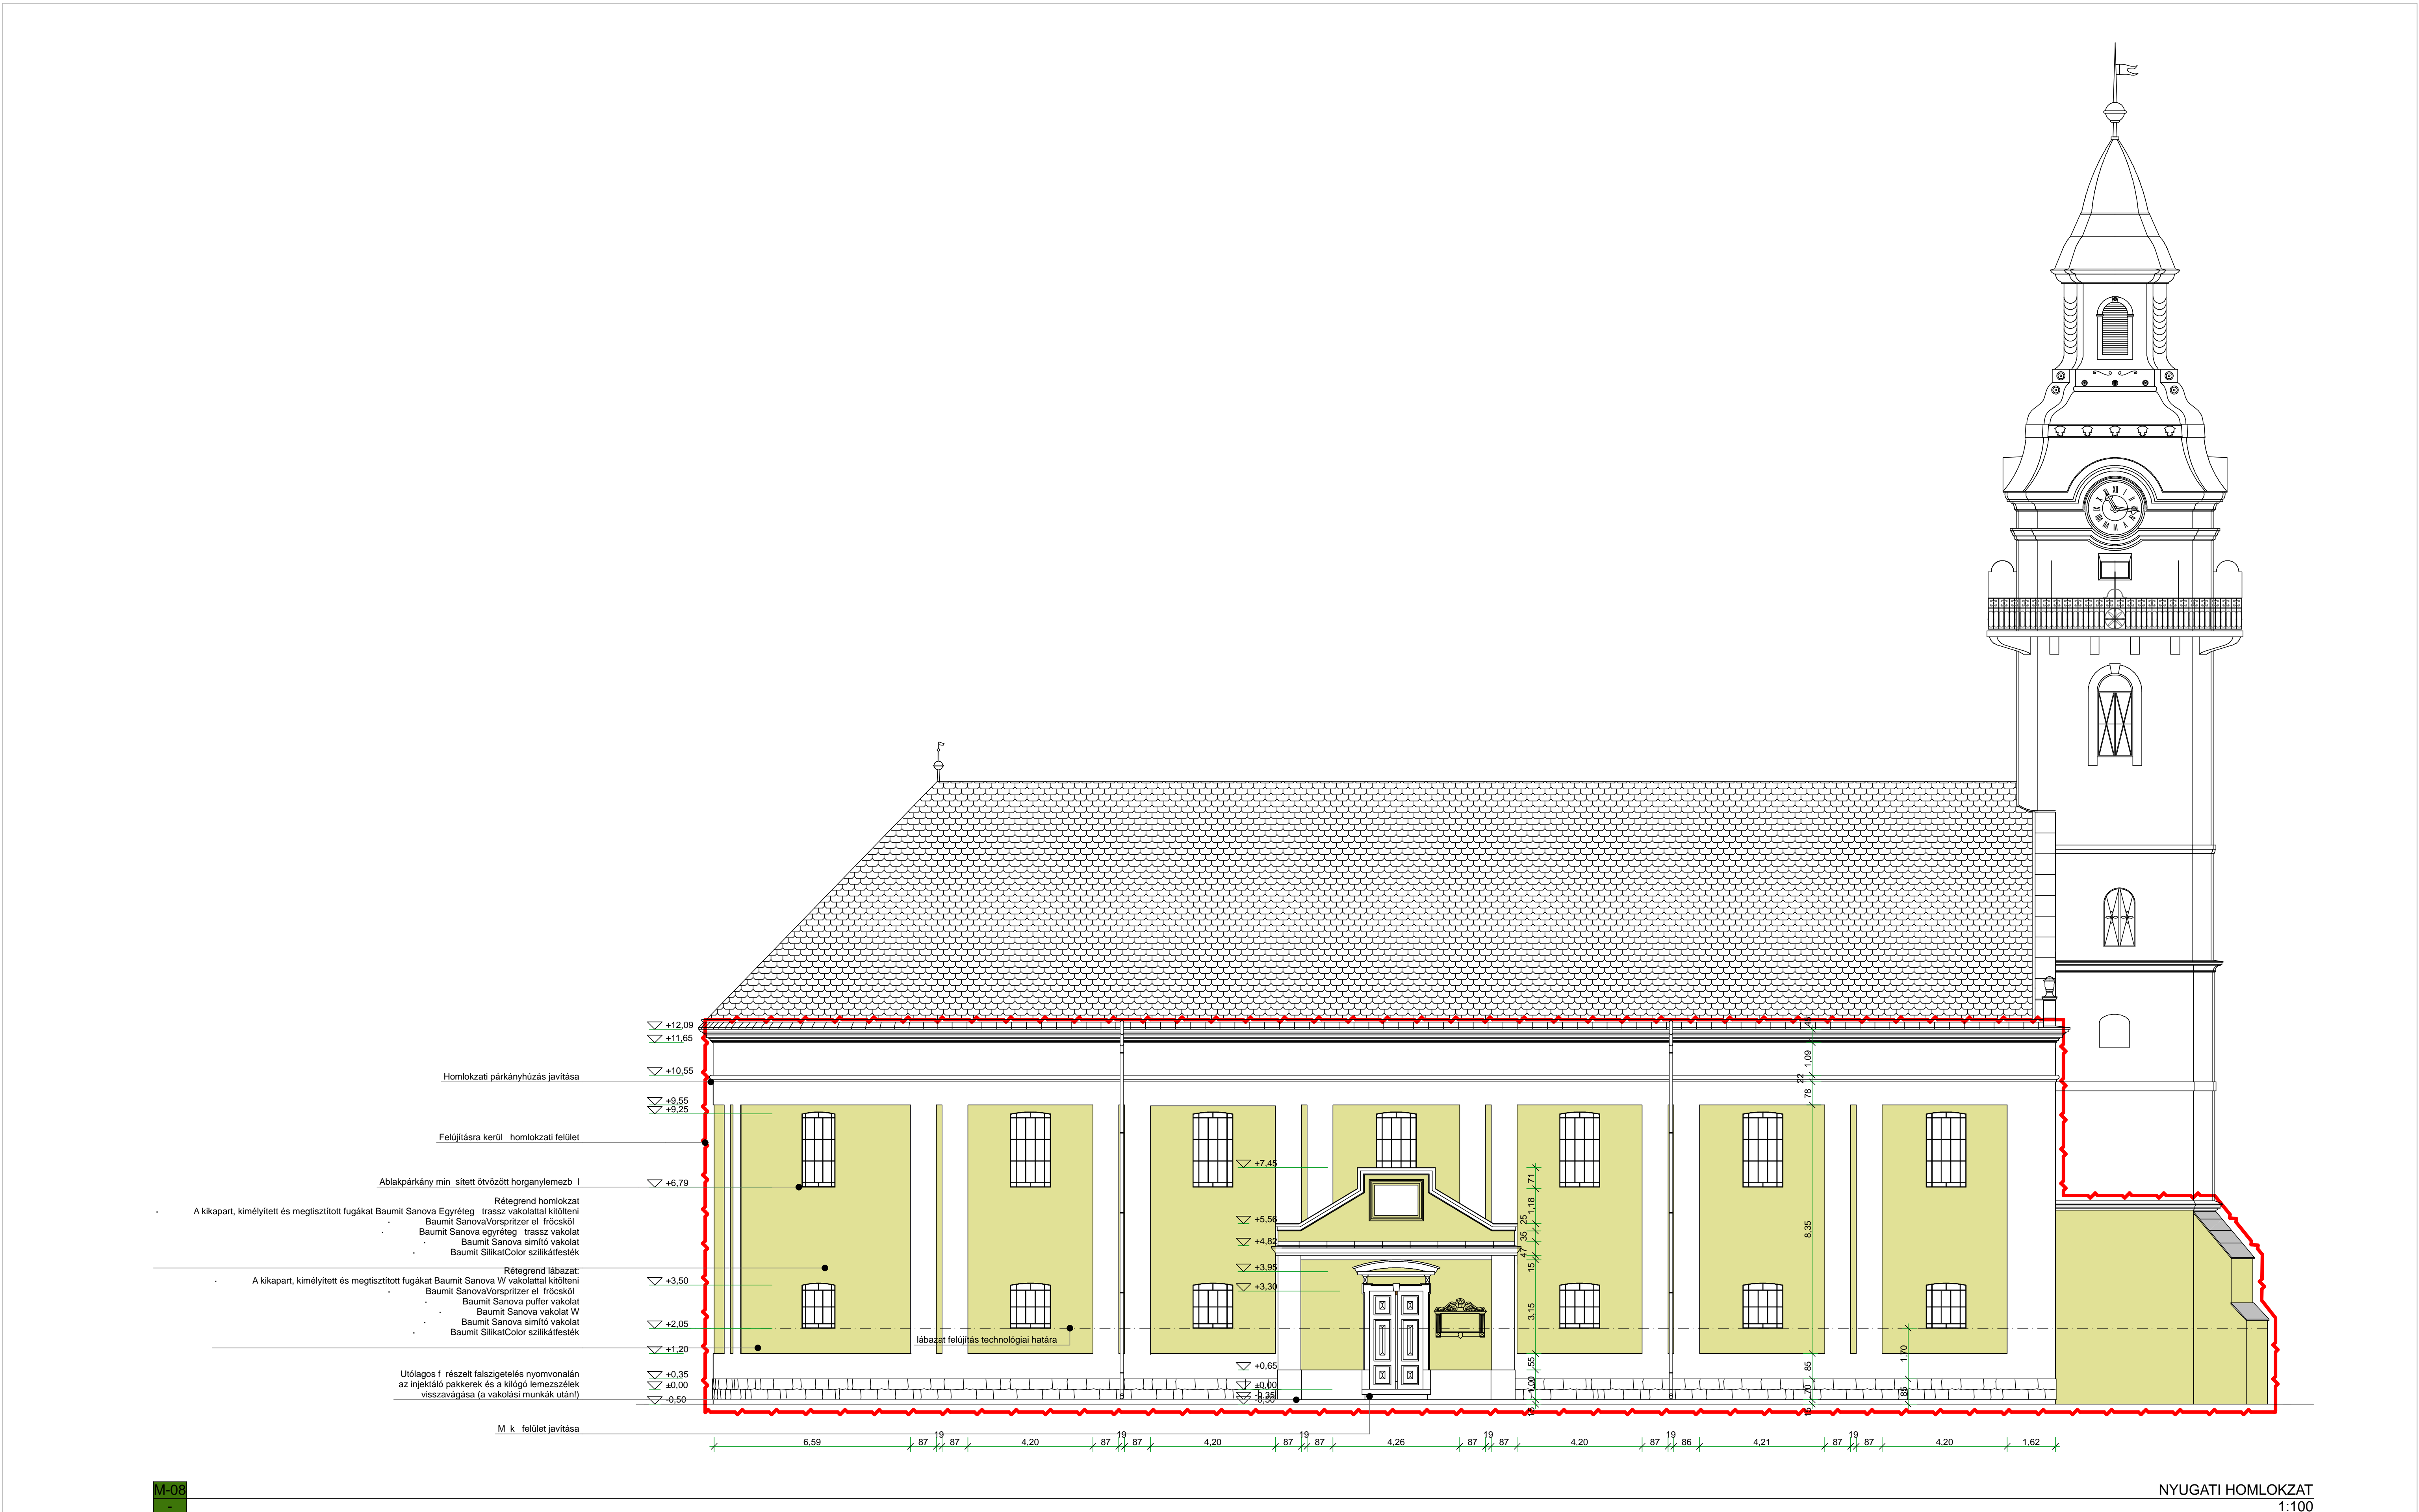 +12,09
+11,65
+10,55
Homlokzati párkányhúzás javítása
+9,55
+9,25
Felújításra kerül homlokzati felület
+7,45
Ablakpárkány min sített ötvözött horganylemezb l
+6,79
Rétegrend homlokzat
· A kikapart, kimélyített és megtisztított fugákat Baumit Sanova Egyréteg trassz vakolattal kitölteni
· Baumit SanovaVorspritzer el fröcsköl
· Baumit Sanova egyréteg trassz vakolat
· Baumit Sanova simító vakolat
· Baumit SilikatColor szilikátfesték
+5,56
+4,82
Rétegrend lábazat:
· A kikapart, kimélyített és megtisztított fugákat Baumit Sanova W vakolattal kitölteni
· Baumit SanovaVorspritzer el fröcsköl
· Baumit Sanova puffer vakolat
· Baumit Sanova vakolat W
· Baumit Sanova simító vakolat
· Baumit SilikatColor szilikátfesték
+3,95
+3,50
+3,30
+2,05
lábazat felújítás technológiai határa
+1,20
Utólagos f részelt falszigetelés nyomvonalán
az injektáló pakkerek és a kilógó lemezszélek
visszavágása (a vakolási munkák után!)
+0,35
±0,00
-0,50
+0,65
±0,00
-0,35
-0,50
M k felület javítása
71
1,18
25
35
47
15
3,15
55
1,00
15
1,09
22
78
8,35
85
70
15
1,70
85
6,59 87 19 87 4,20 87 19 87 4,20 87 19 87 4,26 87 19 87 4,20 87 19 86 4,21 87 19 87 4,20 1,62
M-08
-
NYUGATI HOMLOKZAT
1:100